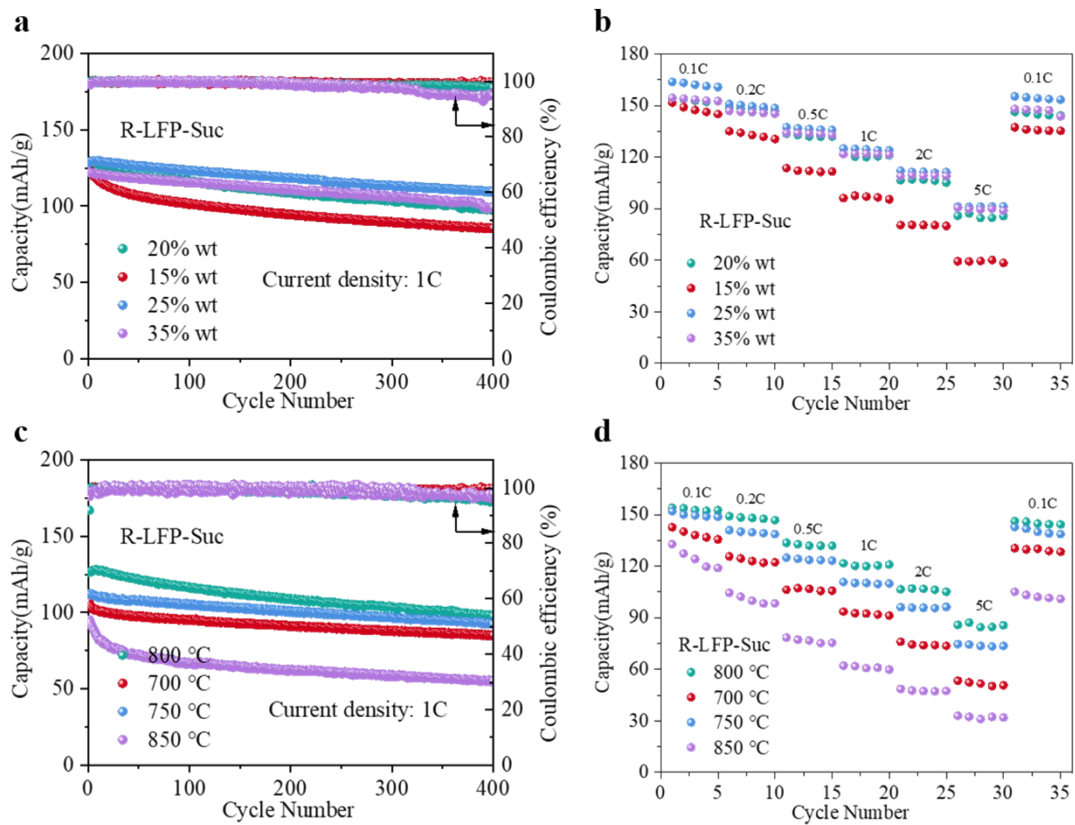 a
200
150
100
50
0
Capacity(mAh/g)
R-LFP-Suc
20% wt
15% wt
25% wt
35% wt
Current density: 1C
100
80
60
40
20
0
Coulombic efficiency (%)
0 100 200 300 400
Cycle Number
b
180
150
120
90
60
30
0
Capacity(mAh/g)
0.1C
0.2C
0.5C
1C
2C
5C
0.1C
R-LFP-Suc
20% wt
15% wt
25% wt
35% wt
0 5 10 15 20 25 30 35
Cycle Number
c
200
150
100
50
0
Capacity(mAh/g)
R-LFP-Suc
800 °C
700 °C
750 °C
850 °C
Current density: 1C
100
90
80
70
60
40
20
0
Coulombic efficiency (%)
0 100 200 300 400
Cycle Number
d
180
150
120
90
60
30
0
Capacity(mAh/g)
0.1C
0.2C
0.5C
1C
2C
5C
0.1C
R-LFP-Suc
800 °C
700 °C
750 °C
850 °C
0 5 10 15 20 25 30 35
Cycle Number